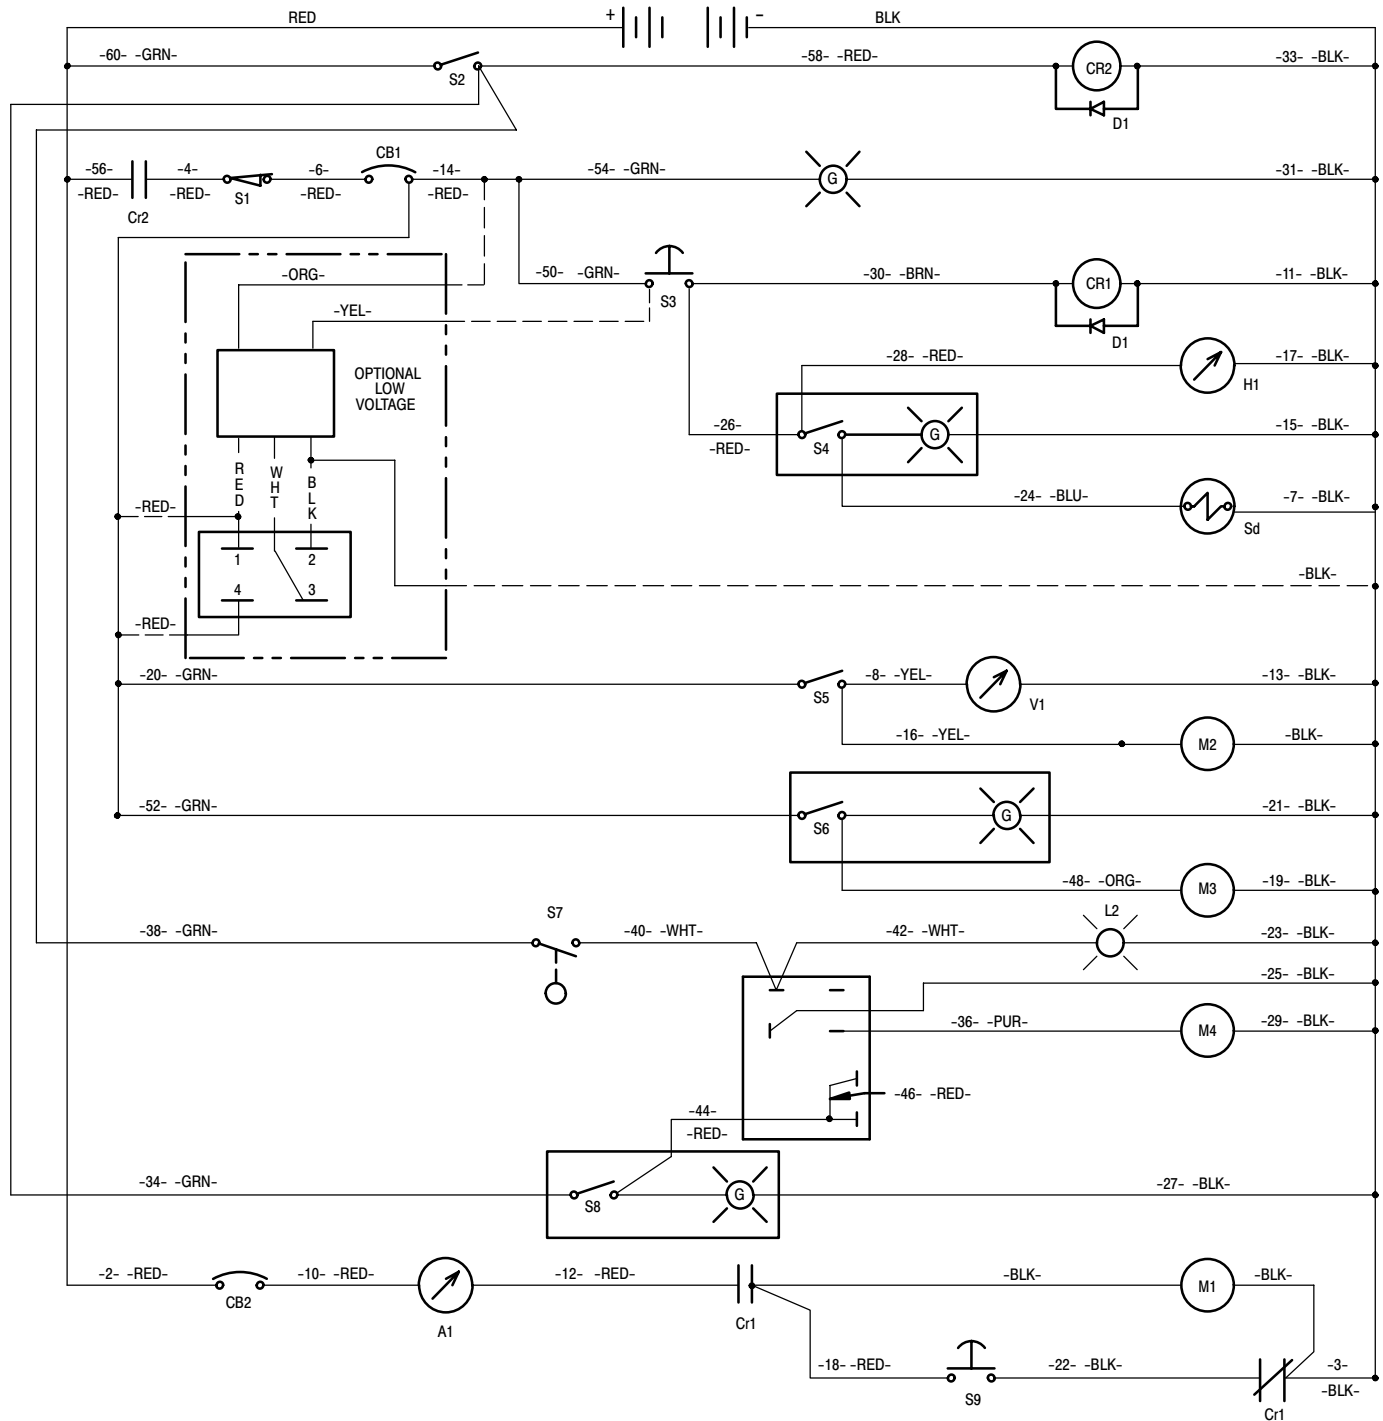 RED
+
-
BLK
-60- -GRN-
S2
-58- -RED-
CR2
-33- -BLK-
D1
-56-
-RED-
Cr2
-4-
-RED-
S1
-6-
-RED-
CB1
-14-
-RED-
-54- -GRN-
G
-31- -BLK-
-ORG-
-YEL-
-50- -GRN-
S3
-30- -BRN-
CR1
-11- -BLK-
D1
OPTIONAL
LOW
VOLTAGE
-28- -RED-
H1
-17- -BLK-
-26-
-RED-
S4
G
-15- -BLK-
RED
WHT
BLK
-RED-
-24- -BLU-
Sd
-7- -BLK-
1
2
4
3
-BLK-
-RED-
-20- -GRN-
S5
-8- -YEL-
V1
-13- -BLK-
-16- -YEL-
M2
-BLK-
-52- -GRN-
S6
G
-21- -BLK-
-48- -ORG-
M3
-19- -BLK-
-38- -GRN-
S7
-40- -WHT-
-42- -WHT-
L2
-23- -BLK-
-25- -BLK-
-36- -PUR-
M4
-29- -BLK-
-46- -RED-
-44-
-RED-
-34- -GRN-
S8
G
-27- -BLK-
-2- -RED-
CB2
-10- -RED-
A1
-12- -RED-
Cr1
-BLK-
M1
-BLK-
-18- -RED-
S9
-22- -BLK-
Cr1
-3-
-BLK-